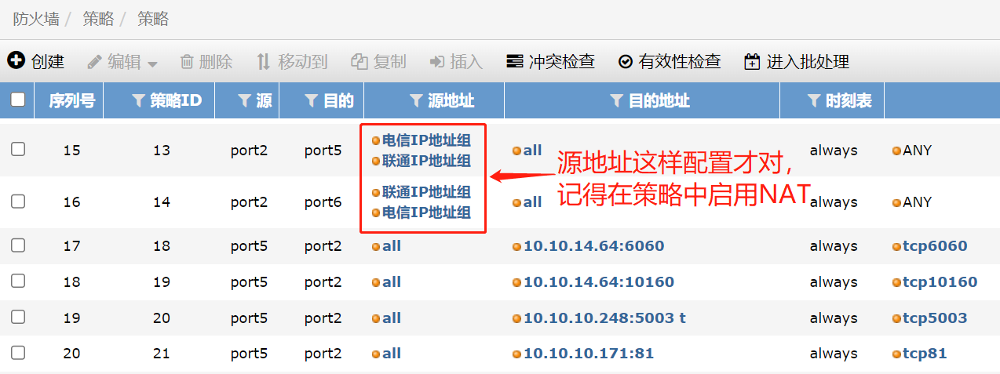 防火墙 / 策略 / 策略
创建 编辑 删除 移动到 复制 插入 冲突检查 有效性检查 进入批处理
序列号 策略ID 源 目的 源地址 目的地址 时刻表
15 13 port2 port5 电信IP地址组 联通IP地址组 all always ANY
16 14 port2 port6 联通IP地址组 电信IP地址组 all always ANY
源地址这样配置才对，
记得在策略中启用NAT
17 18 port5 port2 all 10.10.14.64:6060 always tcp6060
18 19 port5 port2 all 10.10.14.64:10160 always tcp10160
19 20 port5 port2 all 10.10.10.248:5003 t always tcp5003
20 21 port5 port2 all 10.10.10.171:81 always tcp81